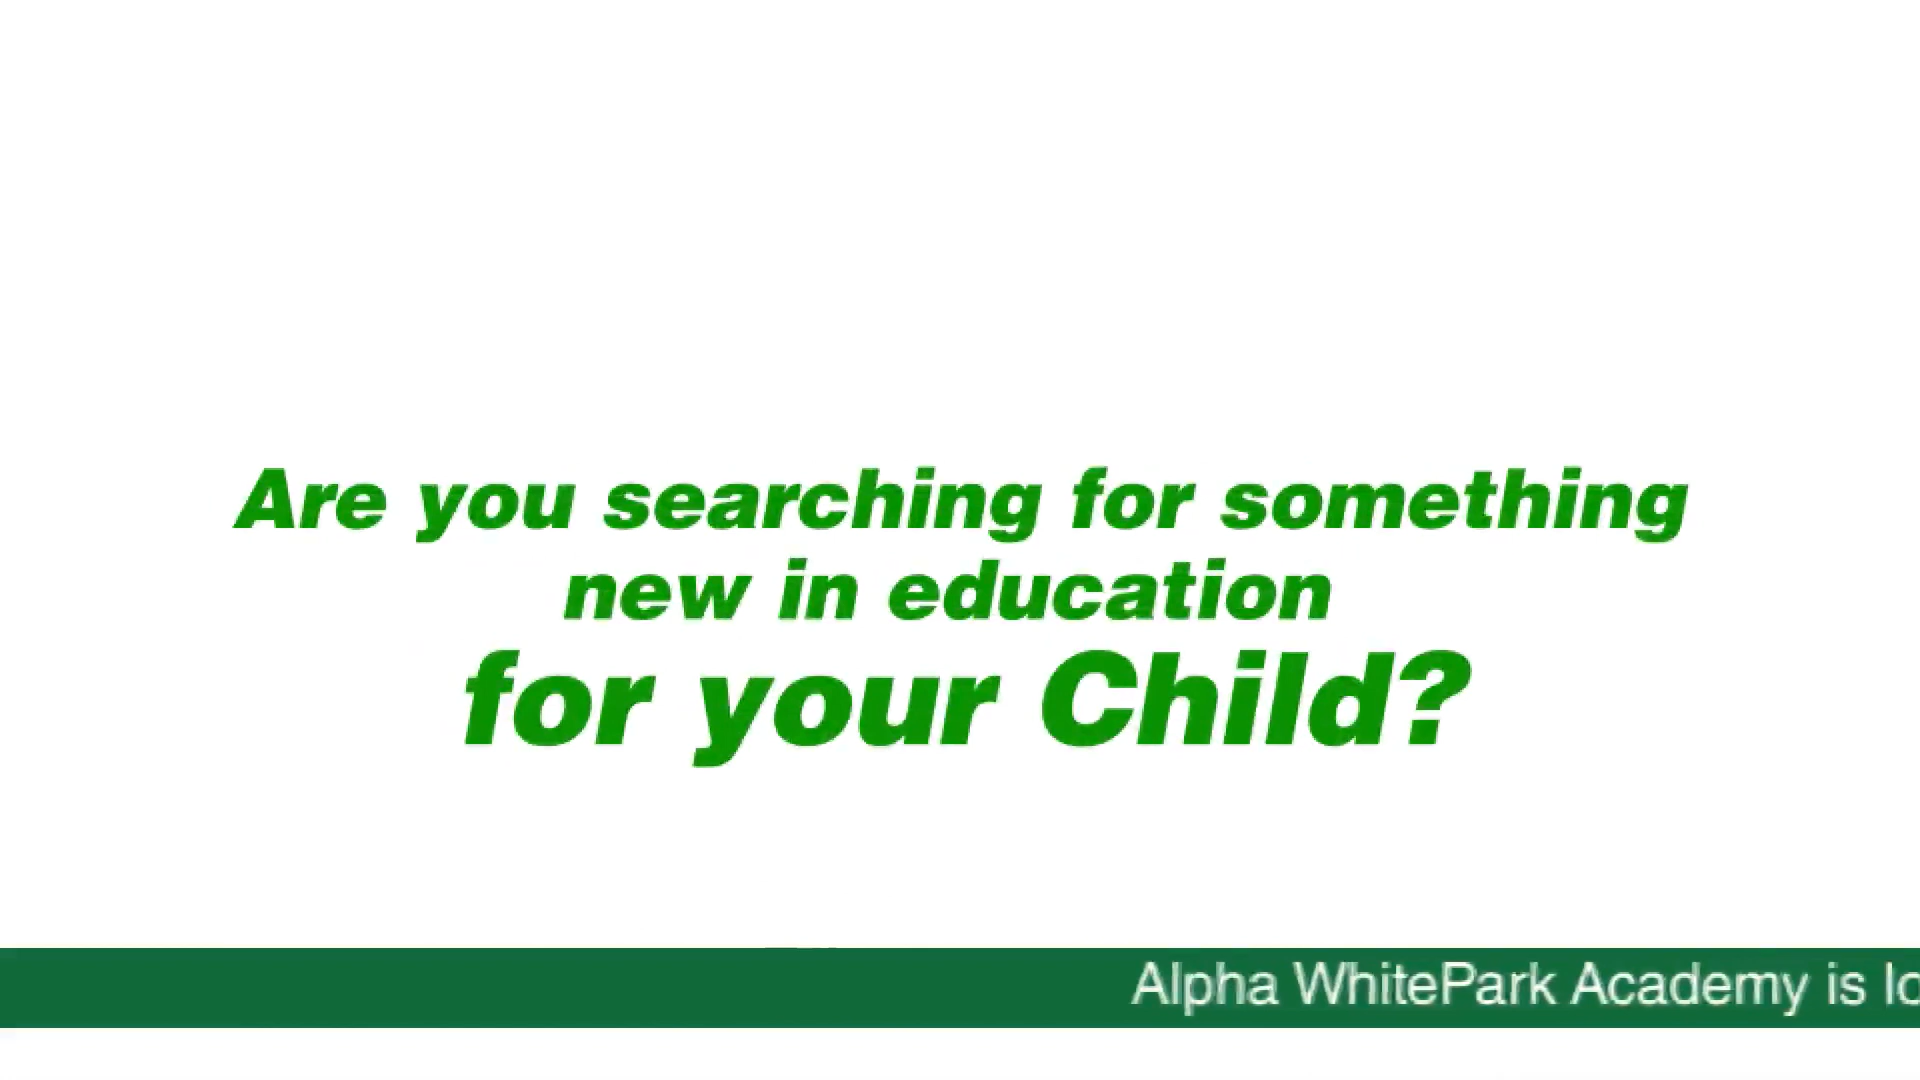 Are you searching for something
new in education
for your Child?
Alpha WhitePark Academy is